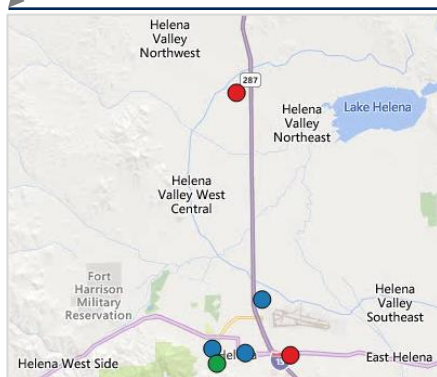 Helena
Valley
Northwest
287
Helena
Valley
Northeast
Lake Helena
Helena
Valley West
Central
Fort
Harrison
Military
Reservation
Helena
Valley
Southeast
Helena West Side
East Helena